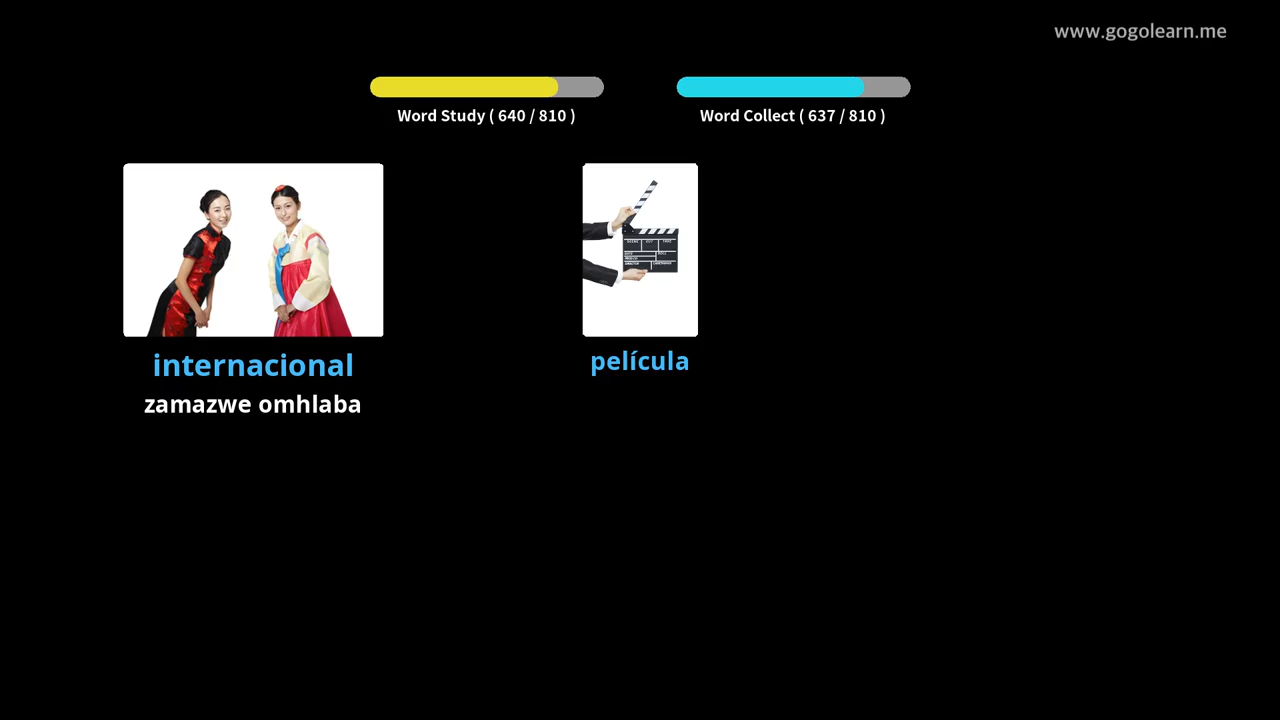 www.gogolearn.me
Word Study ( 640 / 810 )
Word Collect ( 637 / 810 )
internacional
zamazwe omhlaba
película